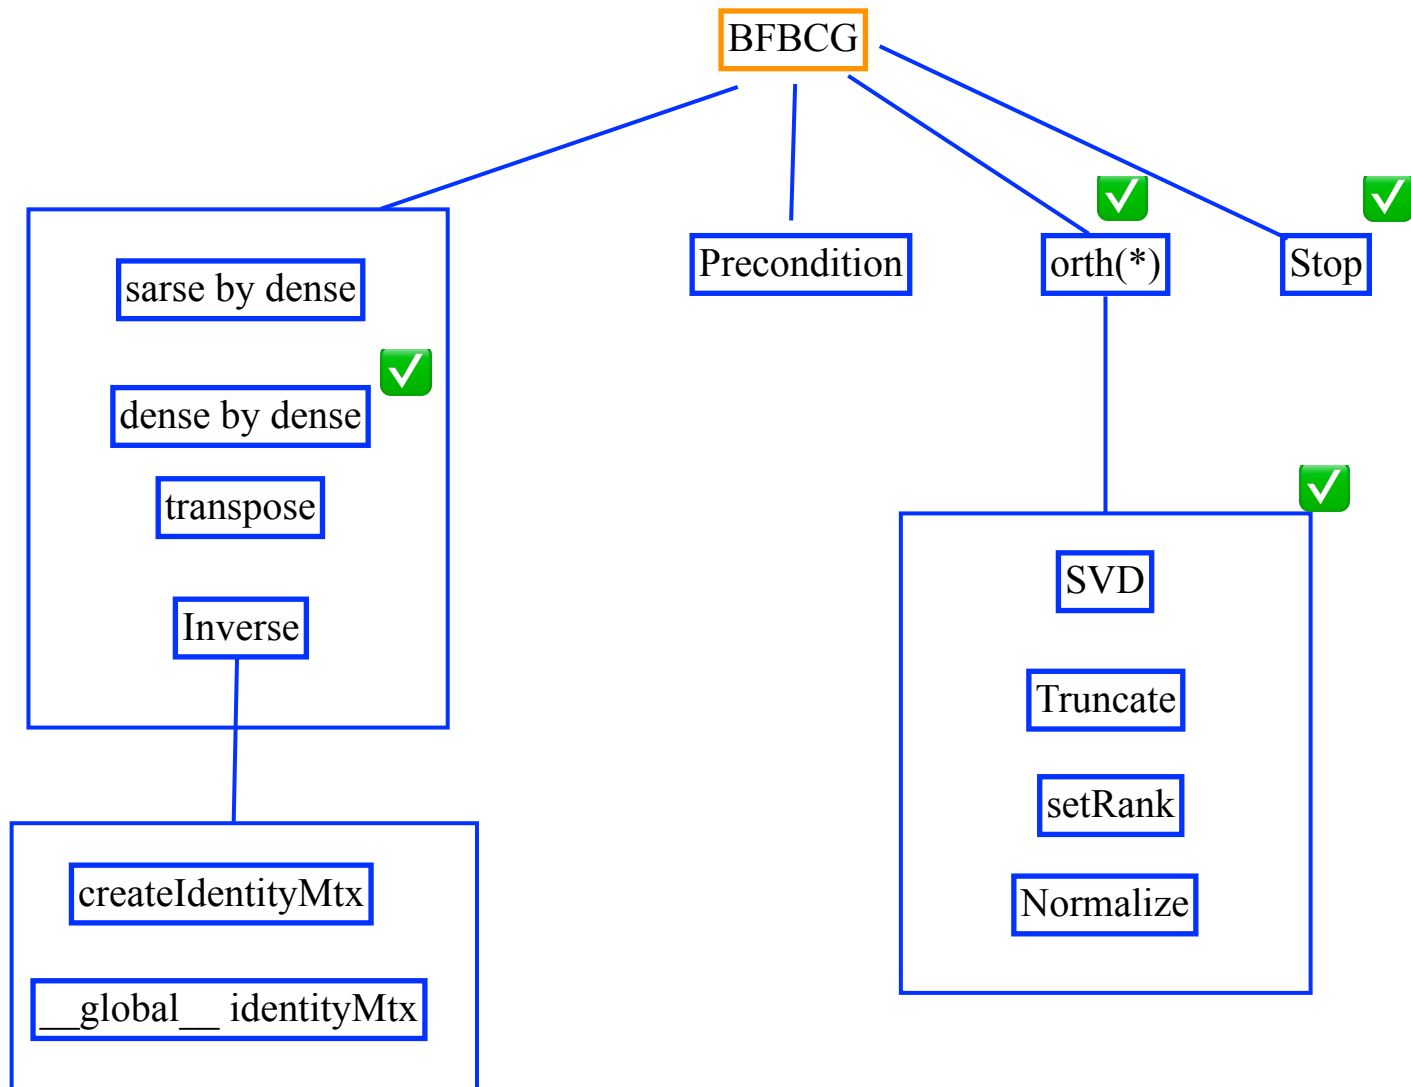 BFBCG
Precondition
orth(*)
Stop
sarse by dense
dense by dense
transpose
Inverse
SVD
Truncate
setRank
Normalize
createIdentityMtx
__global__ identityMtx